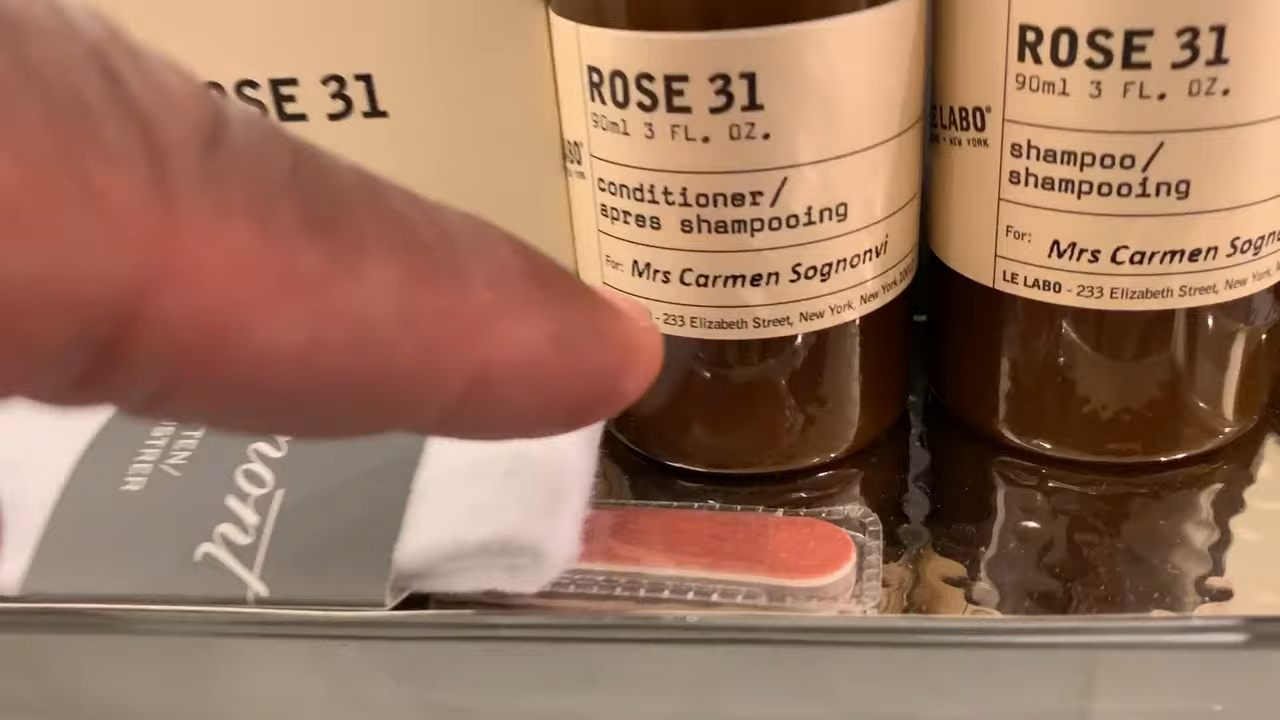 ROSE 31
ROSE 31
90ml 3 FL. OZ.
conditioner/
apres shampooing
For: Mrs Carmen Sognonvi
- 233 Elizabeth Street, New York, New York
ROSE 31
90ml 3 FL. OZ.
LE LABO
NEW YORK
shampoo/
shampooing
For: Mrs Carmen
LE LABO - 233 Elizabeth Street, New York,